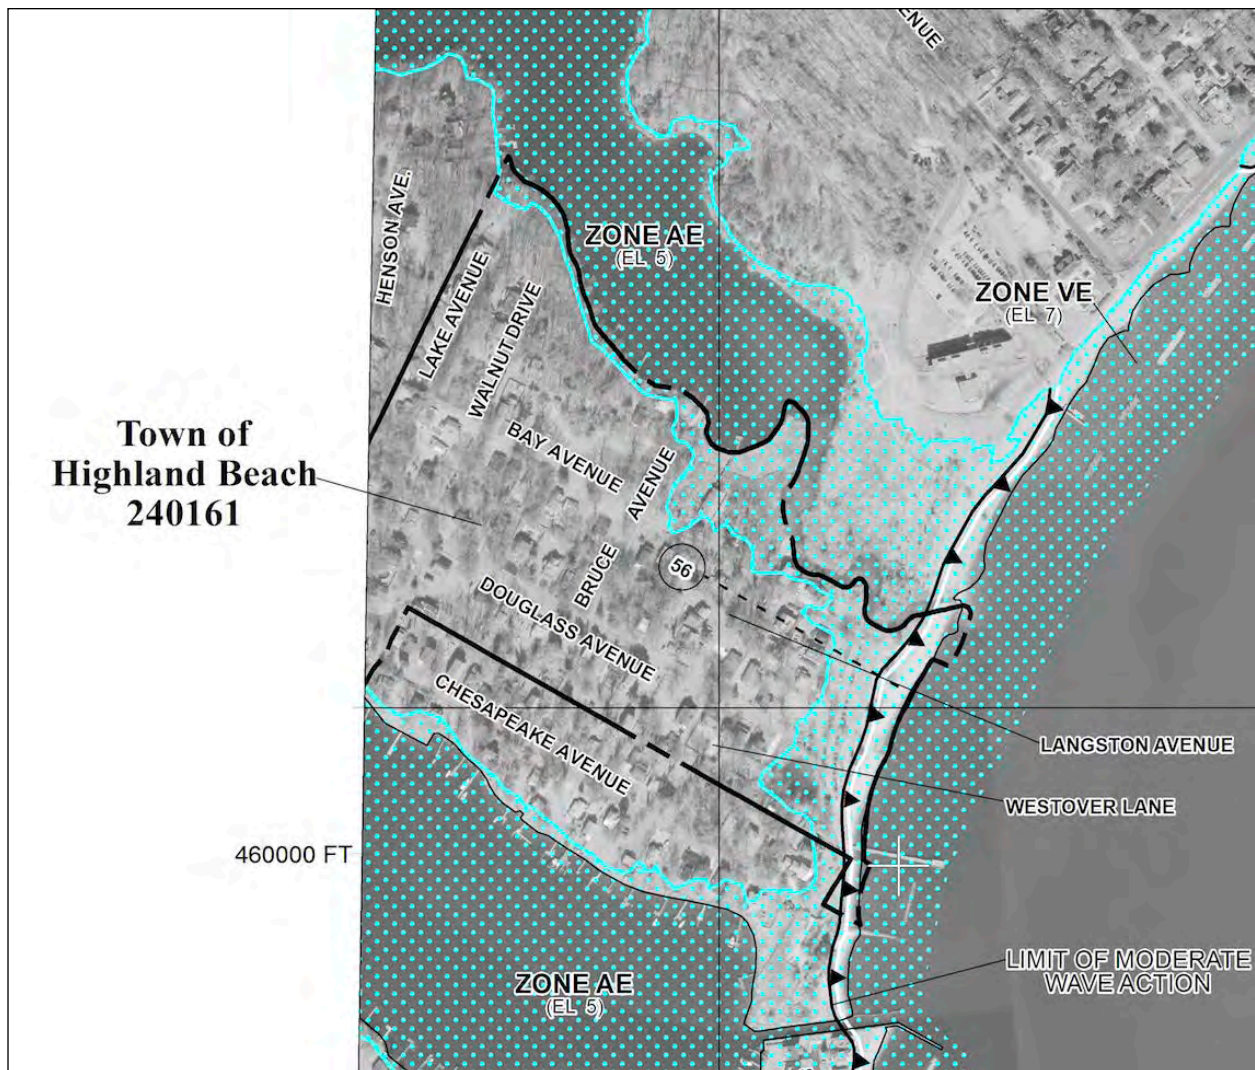 ENUE
ZONE AE
(EL 5)
HENSON AVE.
LAKE AVENUE
WALNUT DRIVE
ZONE VE
(EL 7)
Town of
Highland Beach
240161
BAY AVENUE
BRUCE AVENUE
56
DOUGLASS AVENUE
CHESAPEAKE AVENUE
LANGSTON AVENUE
WESTOVER LANE
460000 FT
LIMIT OF MODERATE
WAVE ACTION
ZONE AE
(EL 5)